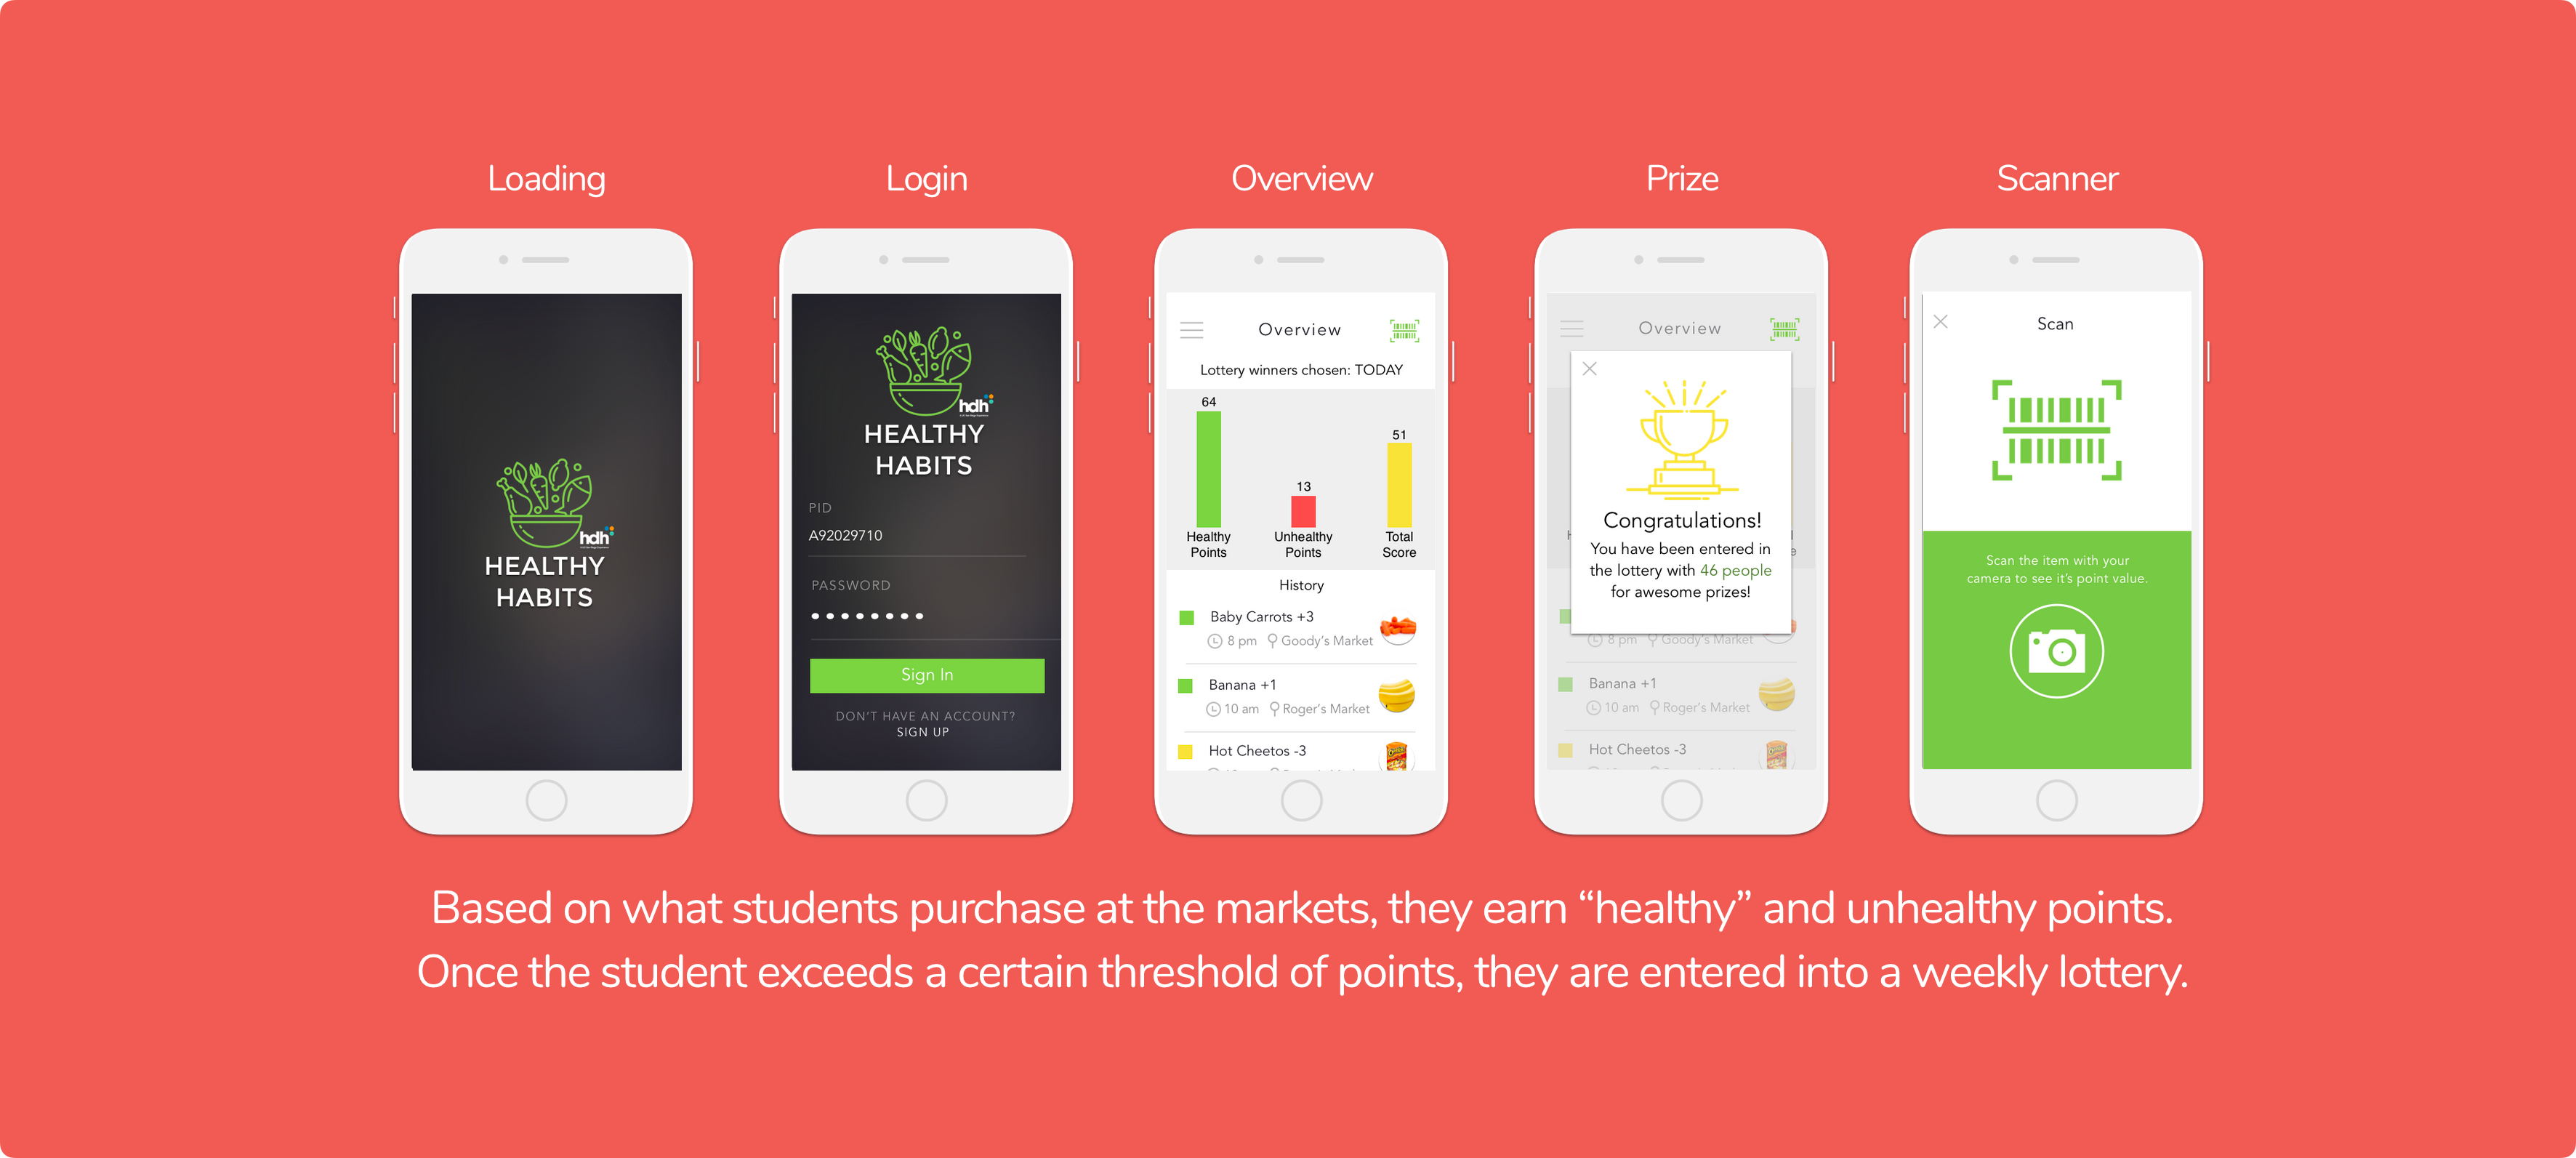 Loading
Login
Overview
Prize
Scanner
hdh
HEALTHY
HABITS
hdh
HEALTHY
HABITS
PID
A92029710
PASSWORD
Sign In
DON'T HAVE AN ACCOUNT?
SIGN UP
Overview
Lottery winners chosen: TODAY
64
13
51
Healthy
Points
Unhealthy
Points
Total
Score
History
Baby Carrots +3
8 pm Goody's Market
Banana +1
10 am Roger's Market
Hot Cheetos -3
Overview
Congratulations!
You have been entered in
the lottery with 46 people
for awesome prizes!
8 pm Goody's Market
Banana +1
10 am Roger's Market
Hot Cheetos -3
Scan
Scan the item with your
camera to see it's point value.
Based on what students purchase at the markets, they earn “healthy” and unhealthy points.
Once the student exceeds a certain threshold of points, they are entered into a weekly lottery.